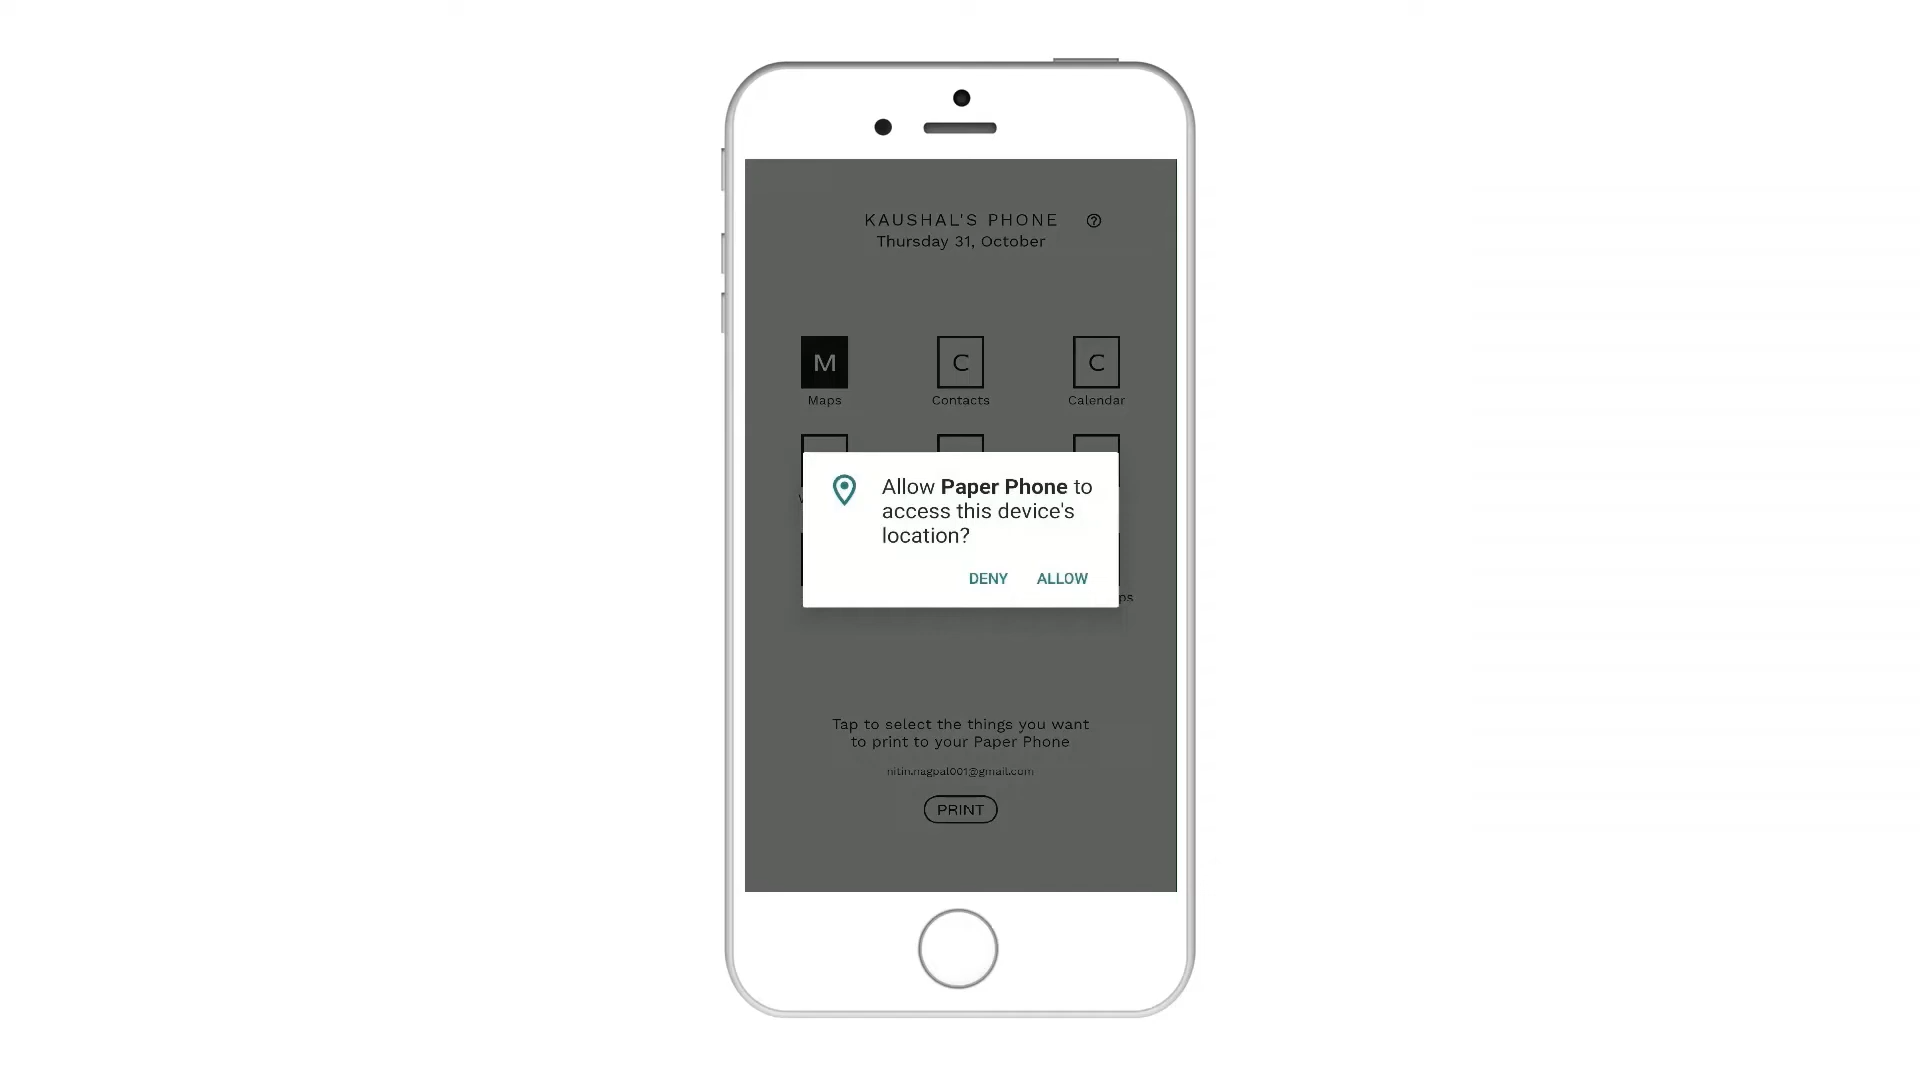 KAUSHAL'S PHONE
Thursday 31, October
M C C
Maps Contacts Calendar
Allow Paper Phone to
access this device's
location?
DENY ALLOW
Tap to select the things you want
to print to your Paper Phone
nitin.nagpal001@gmail.com
PRINT